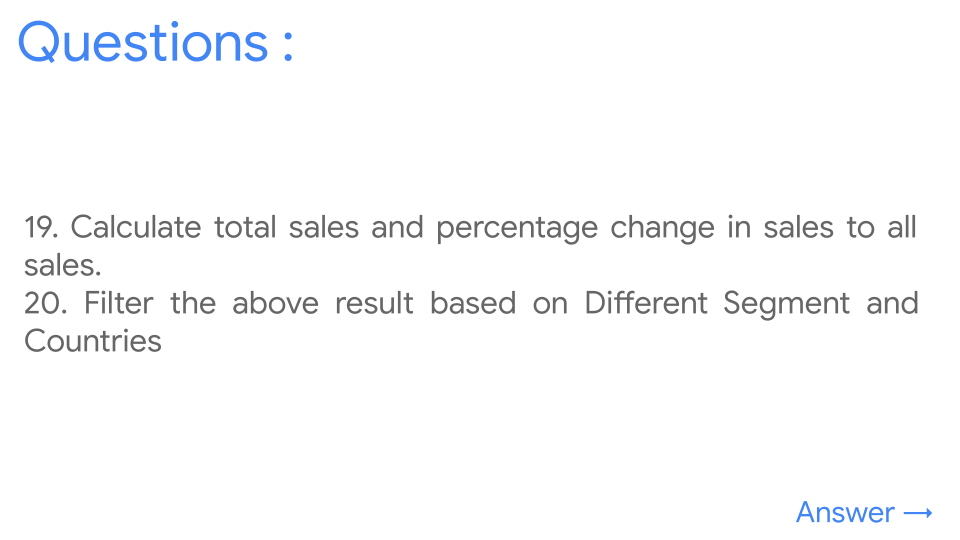 Questions :
19. Calculate total sales and percentage change in sales to all
sales.
20. Filter the above result based on Different Segment and
Countries
Answer →